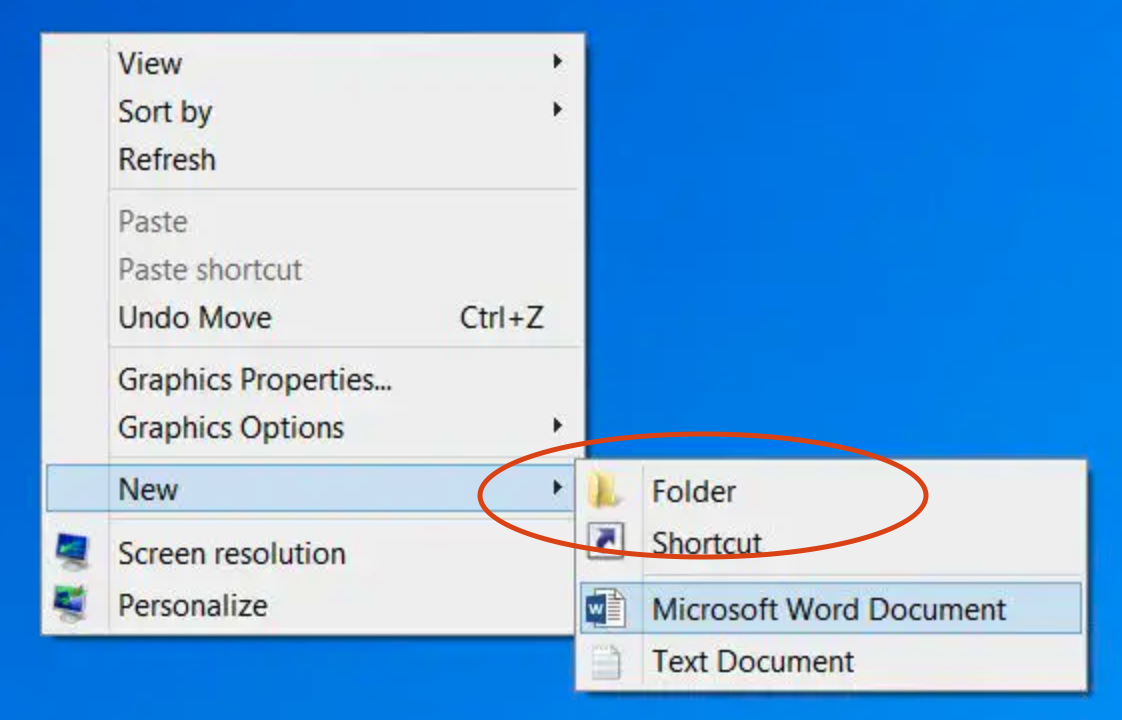 View
Sort by
Refresh
Paste
Paste shortcut
Undo Move Ctrl+Z
Graphics Properties...
Graphics Options
New
Screen resolution
Personalize
Folder
Shortcut
Microsoft Word Document
Text Document